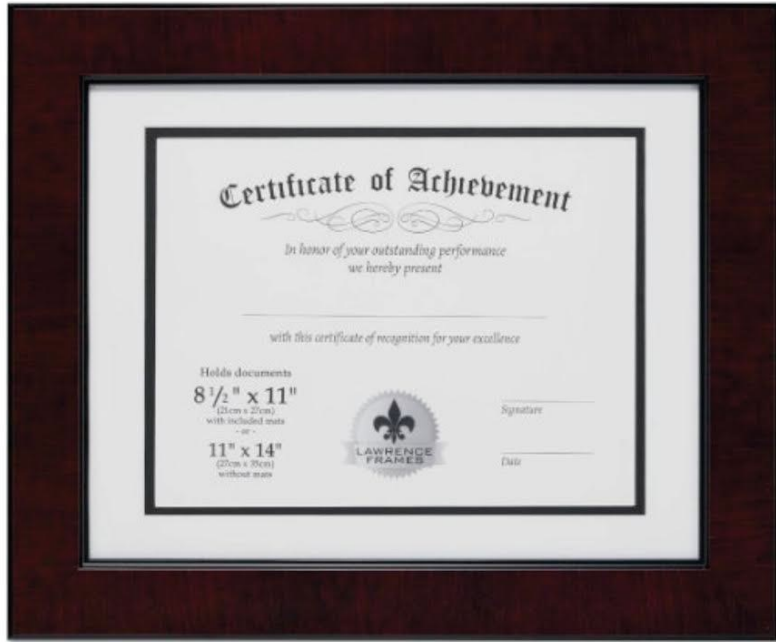 Certificate of Achievement
In honor of your outstanding performance
we hereby present
with this certificate of recognition for your excellence
Holds documents
8 1/2" x 11"
(21cm x 27cm)
with included mats
- or -
11" x 14"
(27cm x 35cm)
without mats
LAWRENCE
FRAMES
Signature
Date